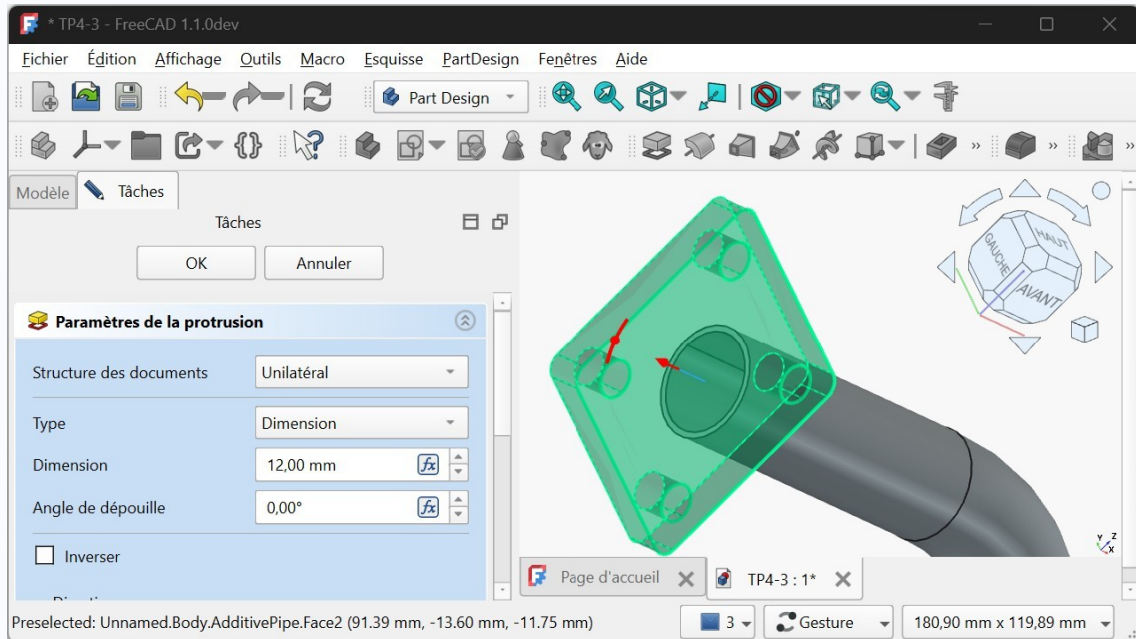 * TP4-3 - FreeCAD 1.1.0dev
Fichier Édition Affichage Outils Macro Esquisse PartDesign Fenêtres Aide
Part Design
Modèle Tâches
Tâches
OK Annuler
Paramètres de la protrusion
Structure des documents Unilatéral
Type Dimension
Dimension 12,00 mm fx
Angle de dépouille 0,00° fx
Inverser
GAUCHE HAUT
AVANT
Y Z
X
Page d'accueil TP4-3 : 1*
Preselected: Unnamed.Body.AdditivePipe.Face2 (91.39 mm, -13.60 mm, -11.75 mm) 3 Gesture 180,90 mm x 119,89 mm